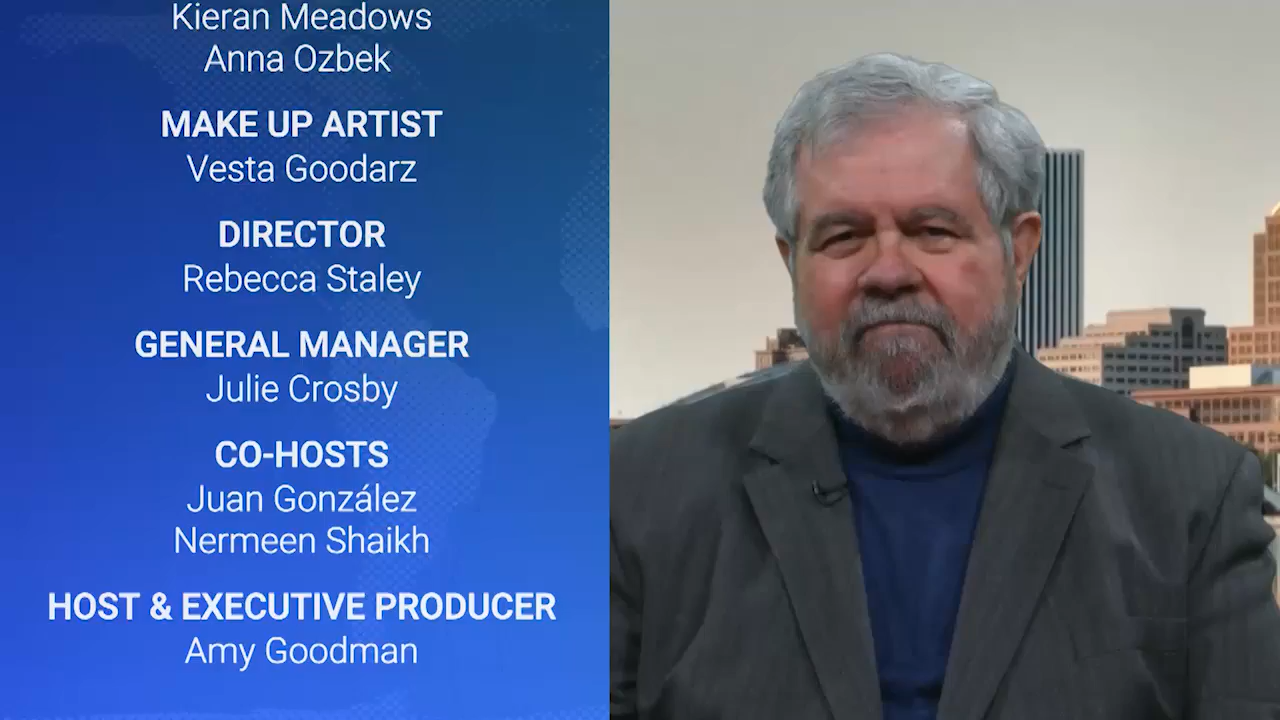 Kieran Meadows
Anna Ozbek
MAKE UP ARTIST
Vesta Goodarz
DIRECTOR
Rebecca Staley
GENERAL MANAGER
Julie Crosby
CO-HOSTS
Juan González
Nermeen Shaikh
HOST & EXECUTIVE PRODUCER
Amy Goodman